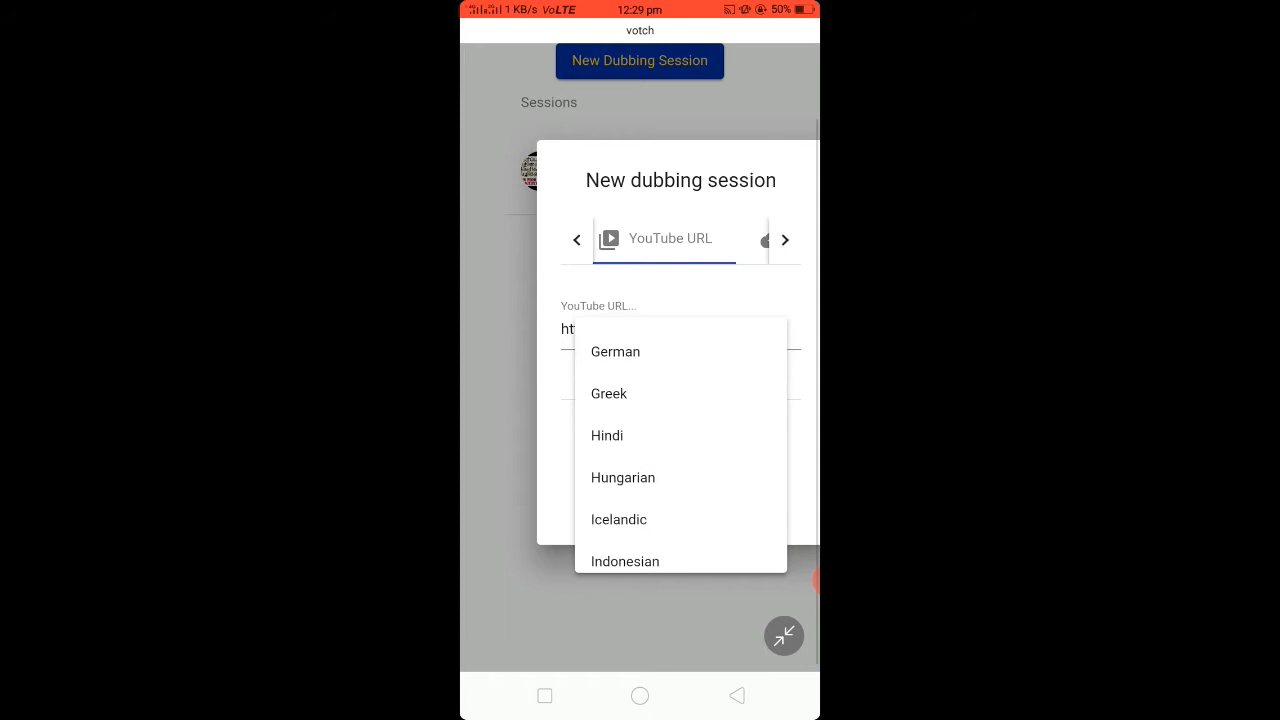 1 KB/s VoLTE 12:29 pm 50%
votch
New Dubbing Session
Sessions
New dubbing session
YouTube URL
YouTube URL...
ht
German
Greek
Hindi
Hungarian
Icelandic
Indonesian